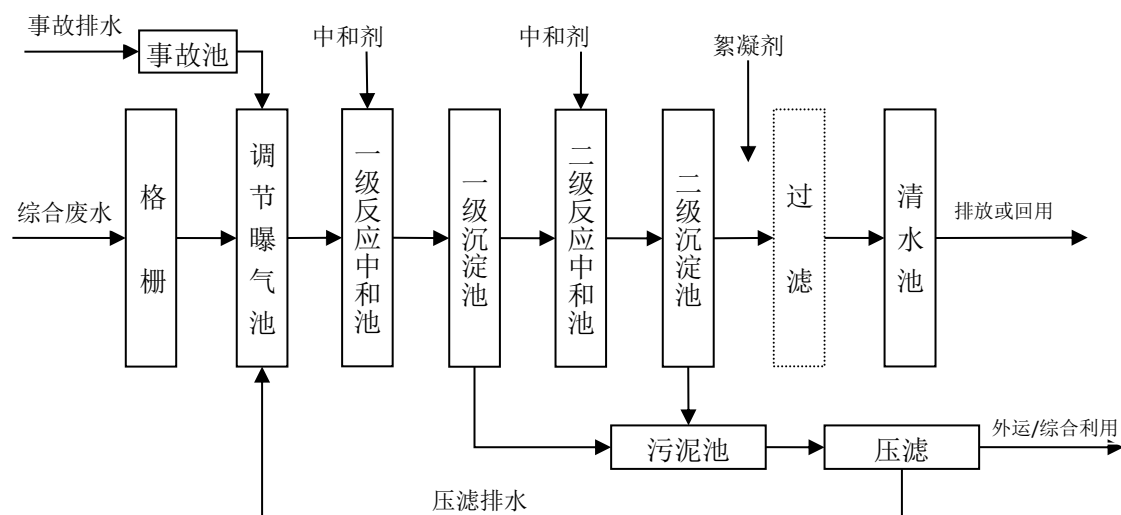 事故排水
事故池
中和剂
中和剂
絮凝剂
综合废水
格栅
调节曝气池
一级反应中和池
一级沉淀池
二级反应中和池
二级沉淀池
过滤
清水池
排放或回用
污泥池
压滤
外运/综合利用
压滤排水